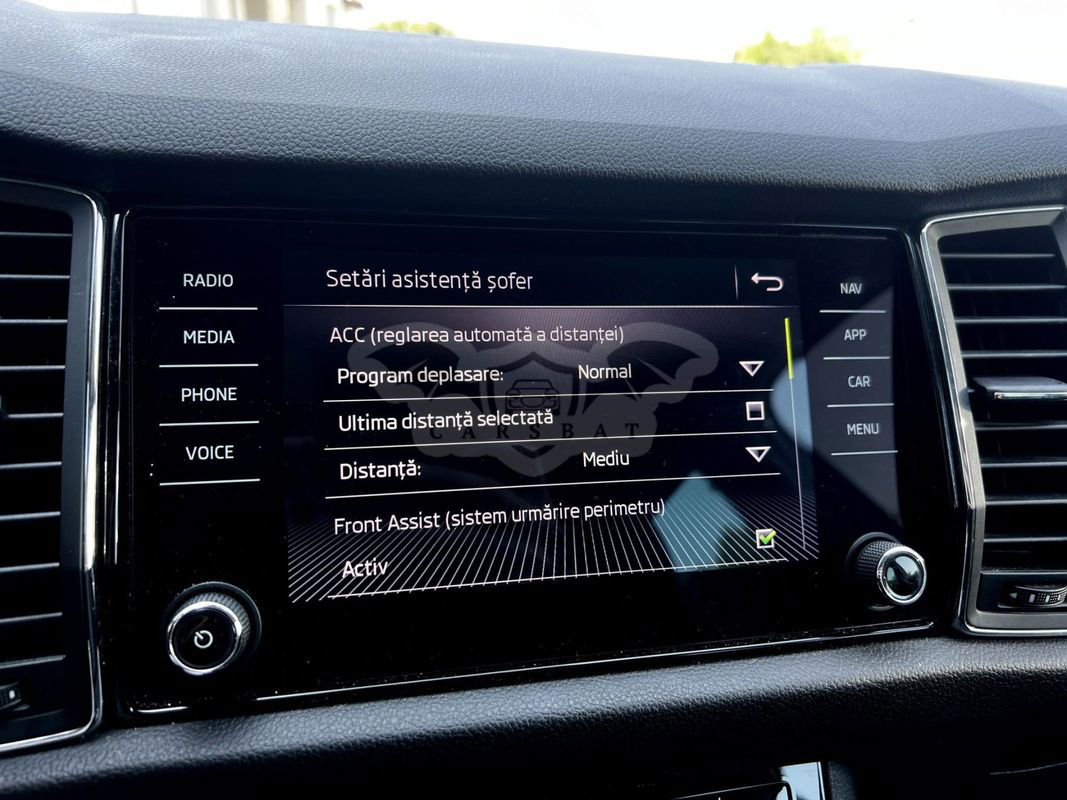 RADIO
MEDIA
PHONE
VOICE
Setări asistență șofer
ACC (reglarea automată a distanței)
Program deplasare: Normal
Ultima distanță selectată
Distanță: Mediu
Front Assist (sistem urmărire perimetru)
Activ
NAV
APP
CAR
MENU
CARSBAT